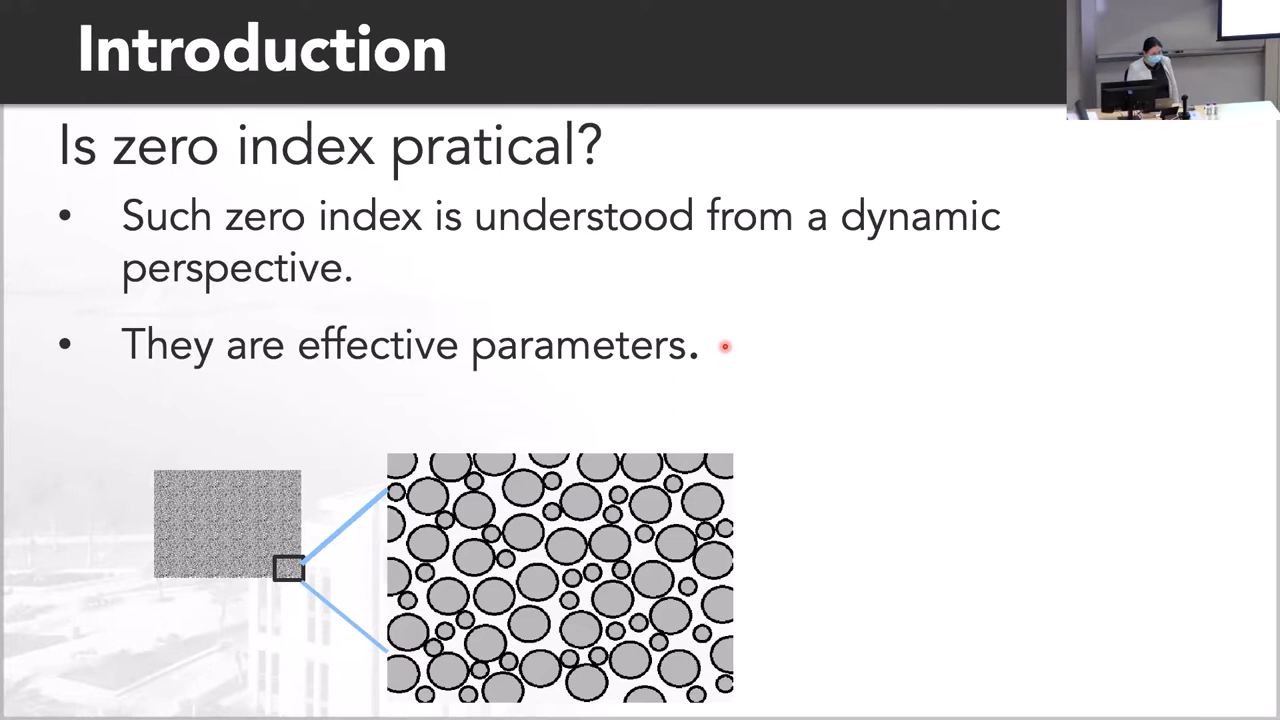 Introduction
Is zero index pratical?
• Such zero index is understood from a dynamic
perspective.
• They are effective parameters.